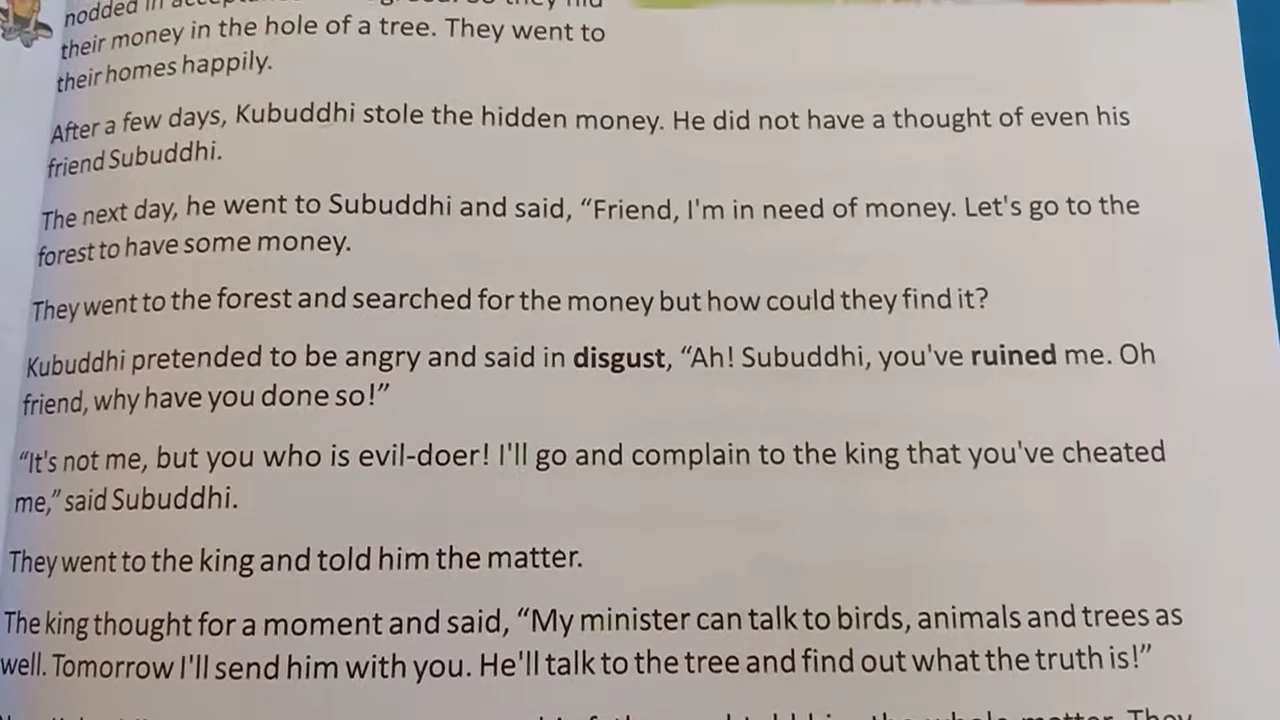 nodded in
their money in the hole of a tree. They went to
their homes happily.
After a few days, Kubuddhi stole the hidden money. He did not have a thought of even his
friend Subuddhi.
The next day, he went to Subuddhi and said, “Friend, I'm in need of money. Let's go to the
forest to have some money.
They went to the forest and searched for the money but how could they find it?
Kubuddhi pretended to be angry and said in disgust, “Ah! Subuddhi, you've ruined me. Oh
friend, why have you done so!”
“It's not me, but you who is evil-doer! I'll go and complain to the king that you've cheated
me,” said Subuddhi.
They went to the king and told him the matter.
The king thought for a moment and said, “My minister can talk to birds, animals and trees as
well. Tomorrow I'll send him with you. He'll talk to the tree and find out what the truth is!”
the whole matter. They